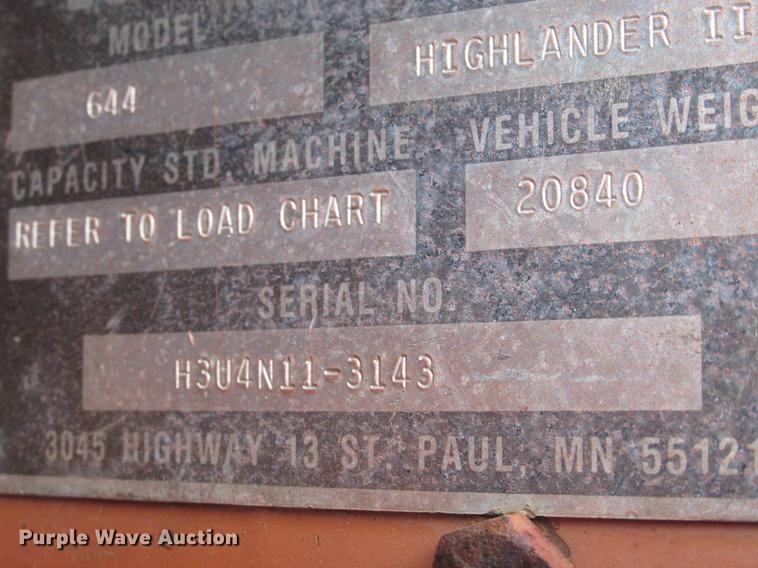 MODEL
644 HIGHLANDER II
CAPACITY STD. MACHINE VEHICLE WEIG
REFER TO LOAD CHART 20840
SERIAL NO.
H3U4N11-3143
3045 HIGHWAY 13 ST. PAUL, MN 55121
Purple Wave Auction